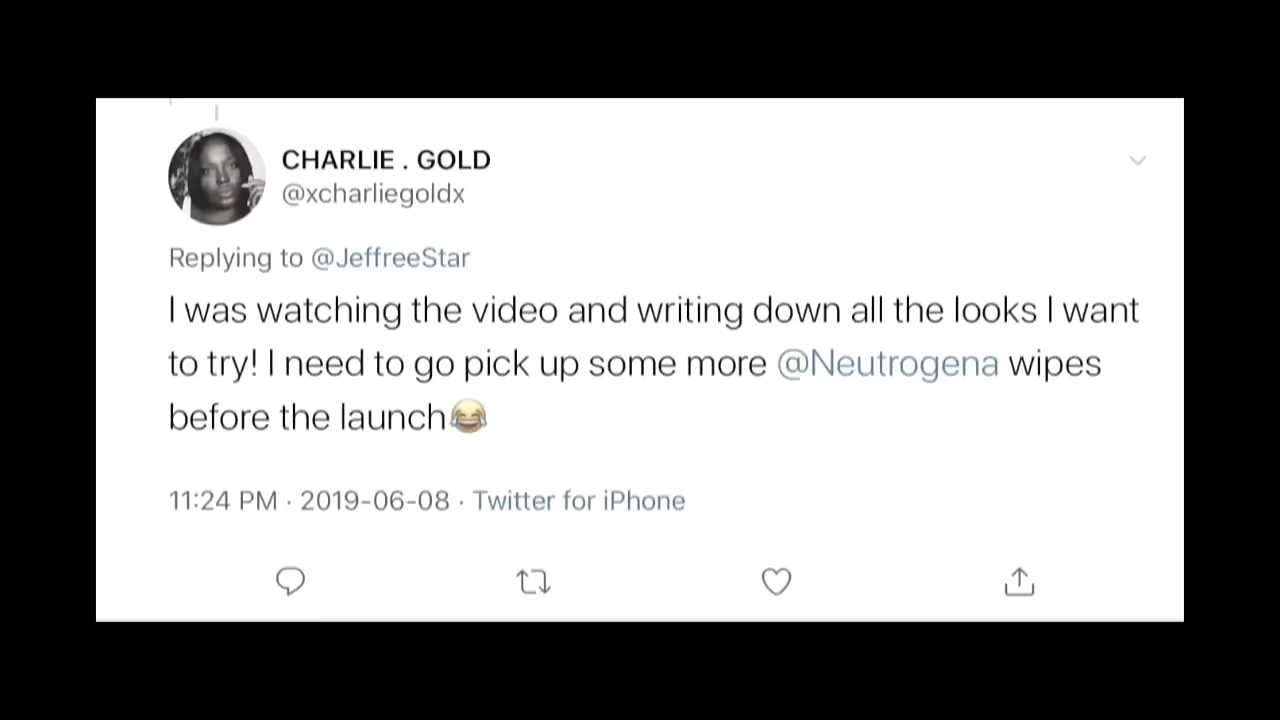 CHARLIE . GOLD
@xcharliegoldx
Replying to @JeffreeStar
I was watching the video and writing down all the looks I want
to try! I need to go pick up some more @Neutrogena wipes
before the launch😂
11:24 PM · 2019-06-08 · Twitter for iPhone